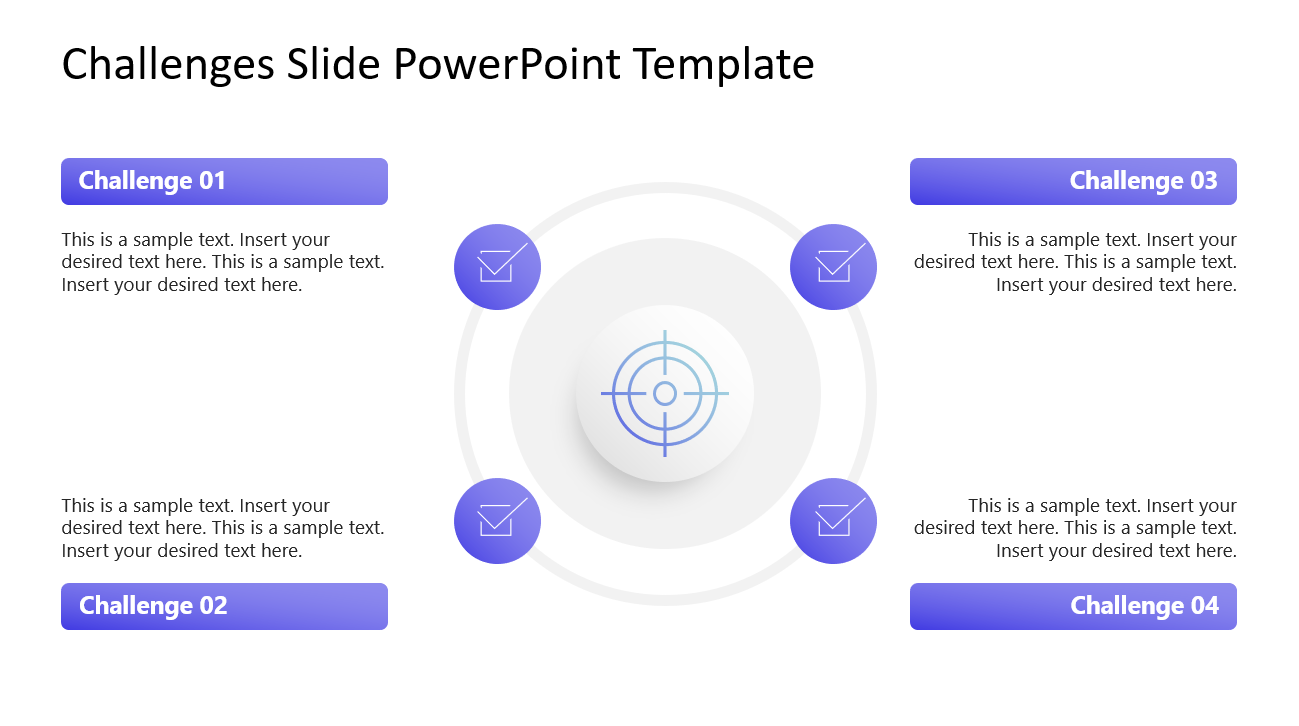 Challenges Slide PowerPoint Template
Challenge 01
This is a sample text. Insert your
desired text here. This is a sample text.
Insert your desired text here.
This is a sample text. Insert your
desired text here. This is a sample text.
Insert your desired text here.
Challenge 02
Challenge 03
This is a sample text. Insert your
desired text here. This is a sample text.
Insert your desired text here.
This is a sample text. Insert your
desired text here. This is a sample text.
Insert your desired text here.
Challenge 04